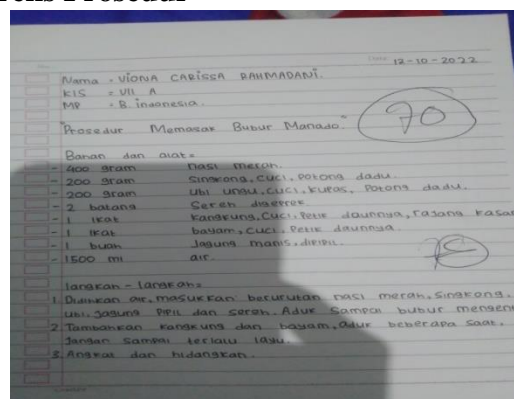 12-10-2022
Nama : VIONA CARISSA RAHMADANI.
Kls : VII A
MP : B. indonesia.
70
"Prosedur Memasak Bubur Manado."
Bahan dan alat =
- 400 gram nasi merah.
- 200 gram Singkong, cuci, potong dadu.
- 200 gram ubi ungu, cuci, kupas, potong dadu.
- 2 batang Sereh digeprek.
- 1 ikat kangkung, cuci, petik daunnya, rajang kasar
- 1 ikat bayam, cuci, petik daunnya.
- 1 buah Jagung manis, dipipil.
- 1500 ml air.
langkah - langkah =
1. Didihkan air, masukkan berurutan nasi merah, singkong,
ubi, Jagung pipil dan sereh. Aduk sampai bubur mengen
2. Tambahkan kangkung dan bayam, aduk beberapa saat.
Jangan sampai terlalu layu.
3. Angkat dan hidangkan.